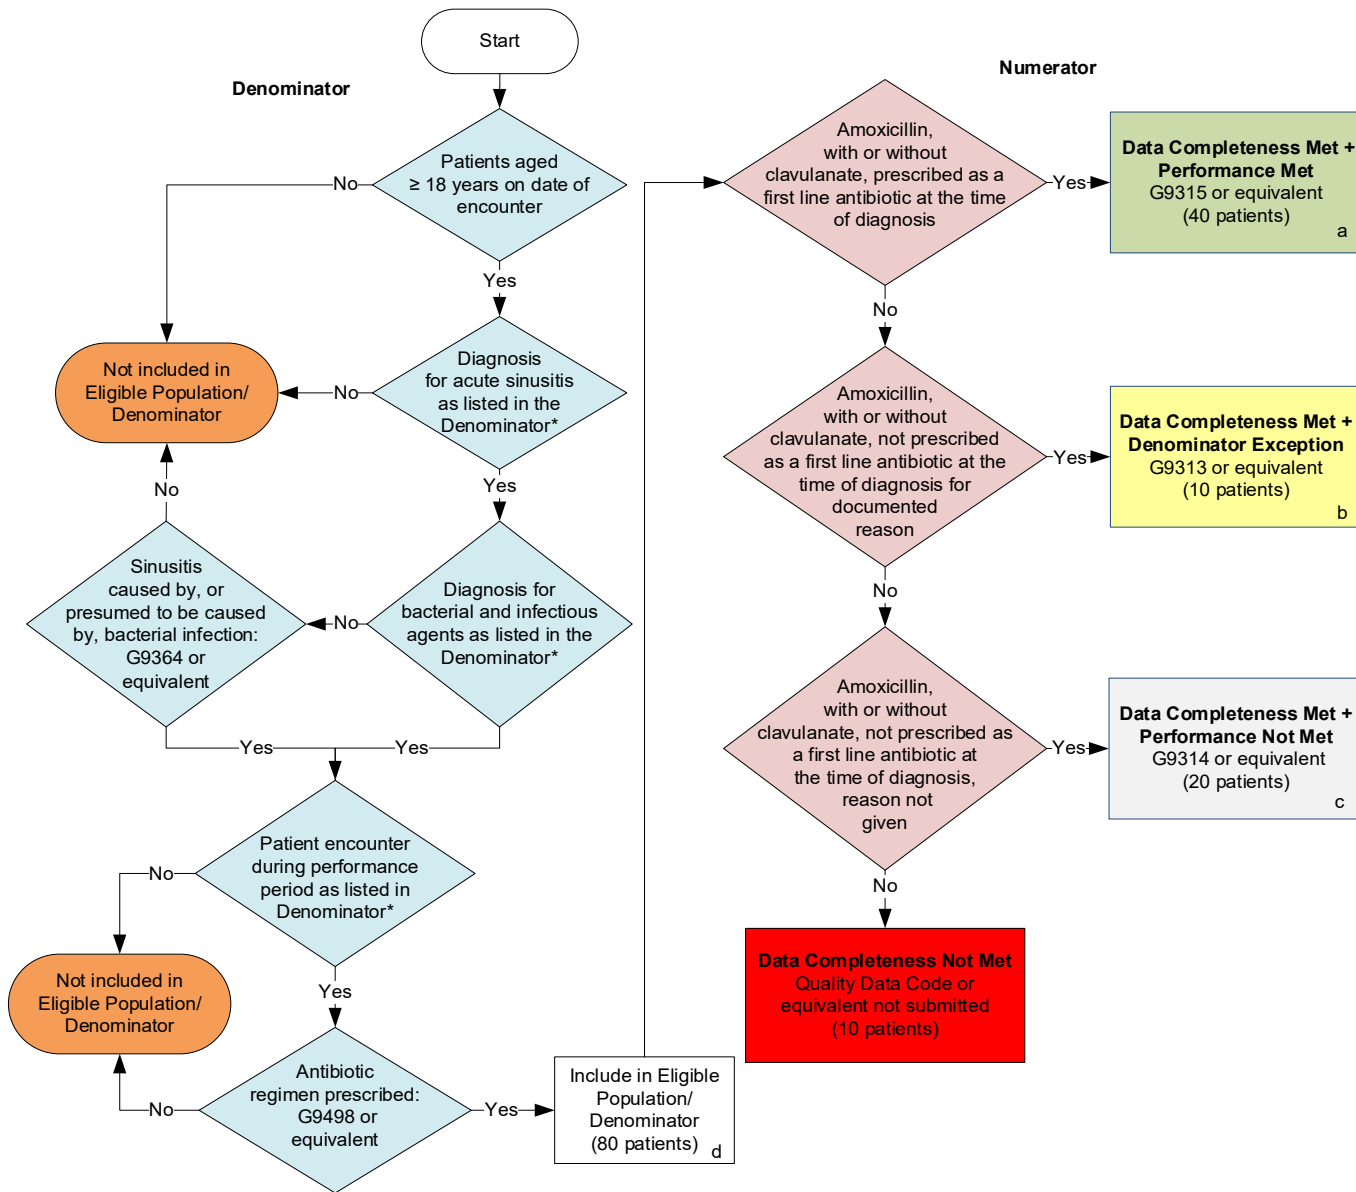 Start
Denominator
Patients aged
≥ 18 years on date of
encounter
No
Yes
Not included in
Eligible Population/
Denominator
No
Diagnosis
for acute sinusitis
as listed in the
Denominator*
Yes
No
Sinusitis
caused by, or
presumed to be caused
by, bacterial infection:
G9364 or
equivalent
No
Diagnosis for
bacterial and infectious
agents as listed in the
Denominator*
Yes
Yes
Patient encounter
during performance
period as listed in
Denominator*
No
Not included in
Eligible Population/
Denominator
Yes
Antibiotic
regimen prescribed:
G9498 or
equivalent
No
Yes
Include in Eligible
Population/
Denominator
(80 patients)
d
Numerator
Amoxicillin,
with or without
clavulanate, prescribed as a
first line antibiotic at the time
of diagnosis
Yes
Data Completeness Met +
Performance Met
G9315 or equivalent
(40 patients)
a
No
Amoxicillin,
with or without
clavulanate, not prescribed
as a first line antibiotic at the
time of diagnosis for
documented
reason
Yes
Data Completeness Met +
Denominator Exception
G9313 or equivalent
(10 patients)
b
No
Amoxicillin,
with or without
clavulanate, not prescribed as
a first line antibiotic at
the time of diagnosis,
reason not
given
Yes
Data Completeness Met +
Performance Not Met
G9314 or equivalent
(20 patients)
c
No
Data Completeness Not Met
Quality Data Code or
equivalent not submitted
(10 patients)